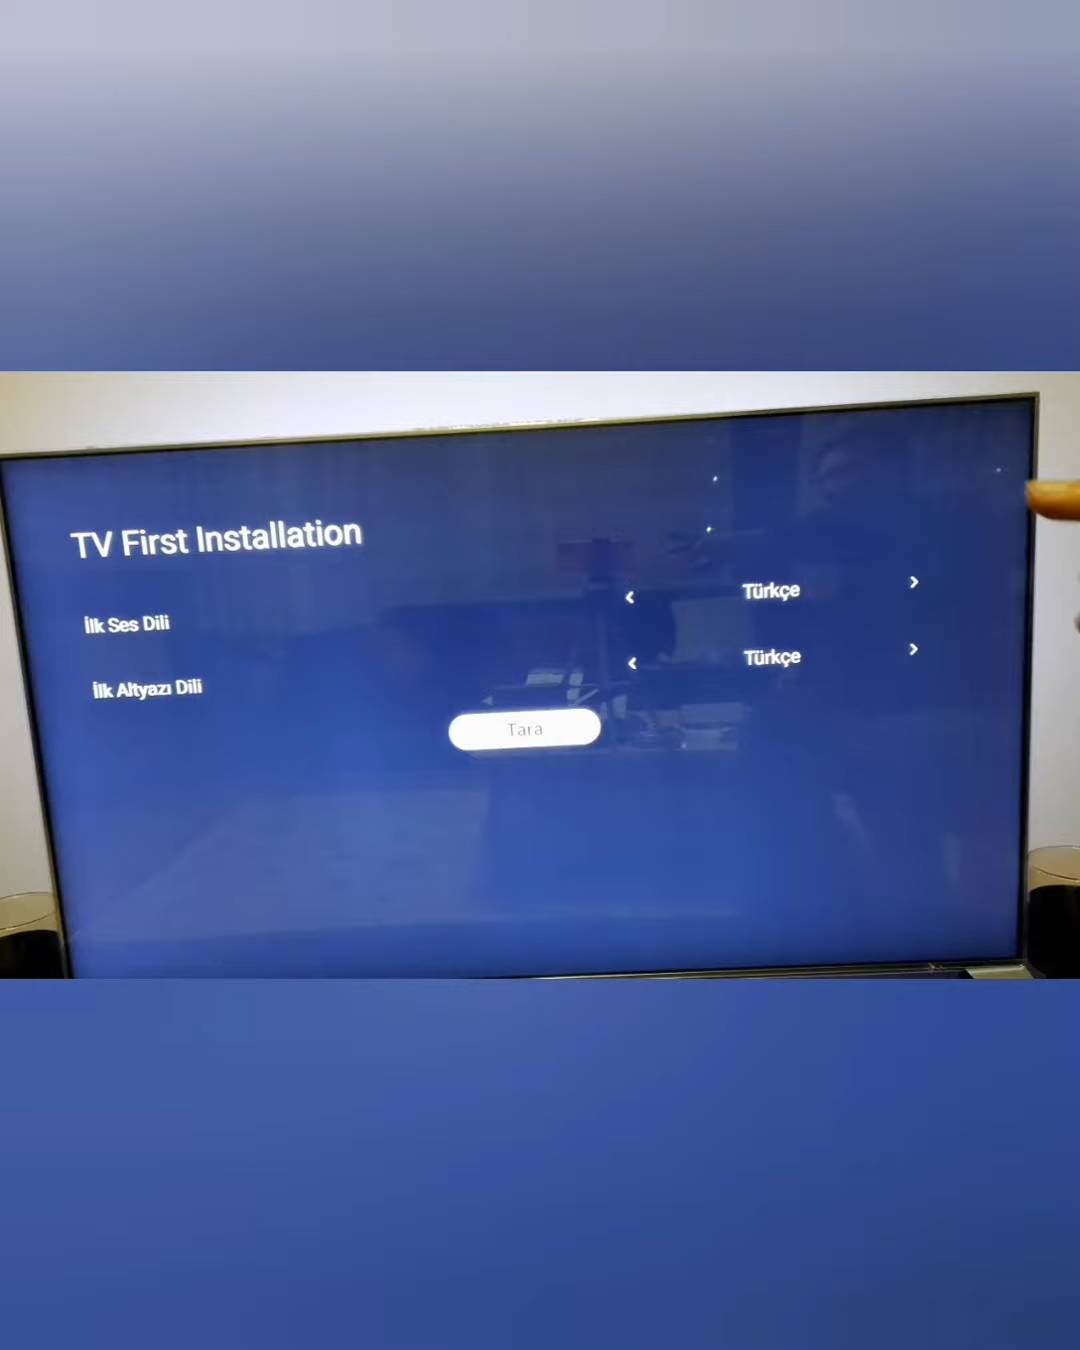 TV First Installation
İlk Ses Dili
‹ Türkçe ›
İlk Altyazı Dili
‹ Türkçe ›
Tara